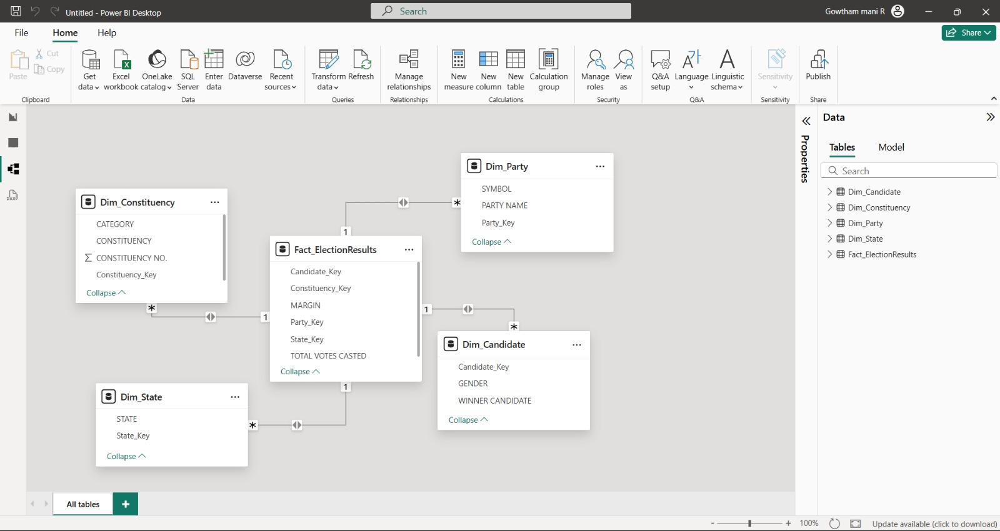 Untitled - Power BI Desktop
Search
Gowtham mani R
File
Home
Help
Share
Paste
Cut
Copy
Get data
Excel workbook
OneLake catalog
SQL Server
Enter data
Dataverse
Recent sources
Transform data
Refresh
Manage relationships
New measure
New column
New table
Calculation group
Manage roles
View as
Q&A setup
Language
Linguistic schema
Sensitivity
Publish
Clipboard
Data
Queries
Relationships
Calculations
Security
Q&A
Sensitivity
Share
DAX
Dim_Constituency
CATEGORY
CONSTITUENCY
∑ CONSTITUENCY NO.
Constituency_Key
Collapse
Dim_Party
SYMBOL
PARTY NAME
Party_Key
Collapse
Fact_ElectionResults
Candidate_Key
Constituency_Key
MARGIN
Party_Key
State_Key
TOTAL VOTES CASTED
Collapse
Dim_State
STATE
State_Key
Collapse
Dim_Candidate
Candidate_Key
GENDER
WINNER CANDIDATE
Collapse
1
*
*
1
1
*
1
*
Properties
Data
Tables
Model
Search
Dim_Candidate
Dim_Constituency
Dim_Party
Dim_State
Fact_ElectionResults
All tables
+
- + 100%
Update available (click to download)